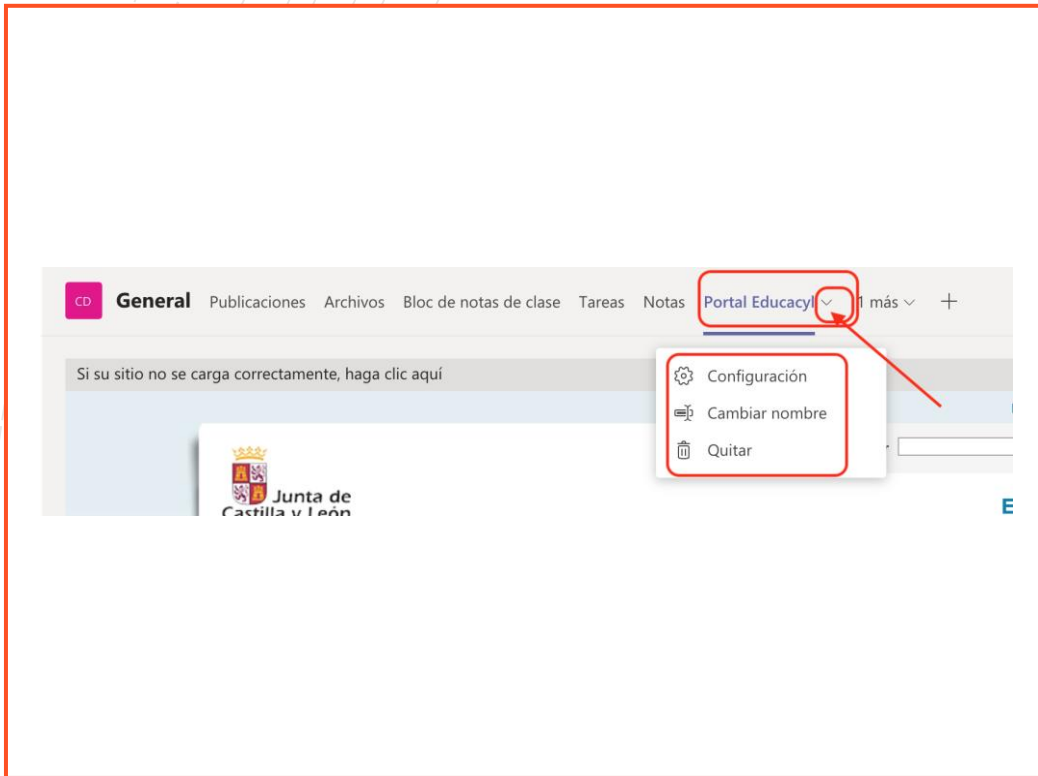 CD General Publicaciones Archivos Bloc de notas de clase Tareas Notas Portal Educacyl 1 más
Si su sitio no se carga correctamente, haga clic aquí
Configuración
Cambiar nombre
Quitar
Junta de
Castilla y León
E